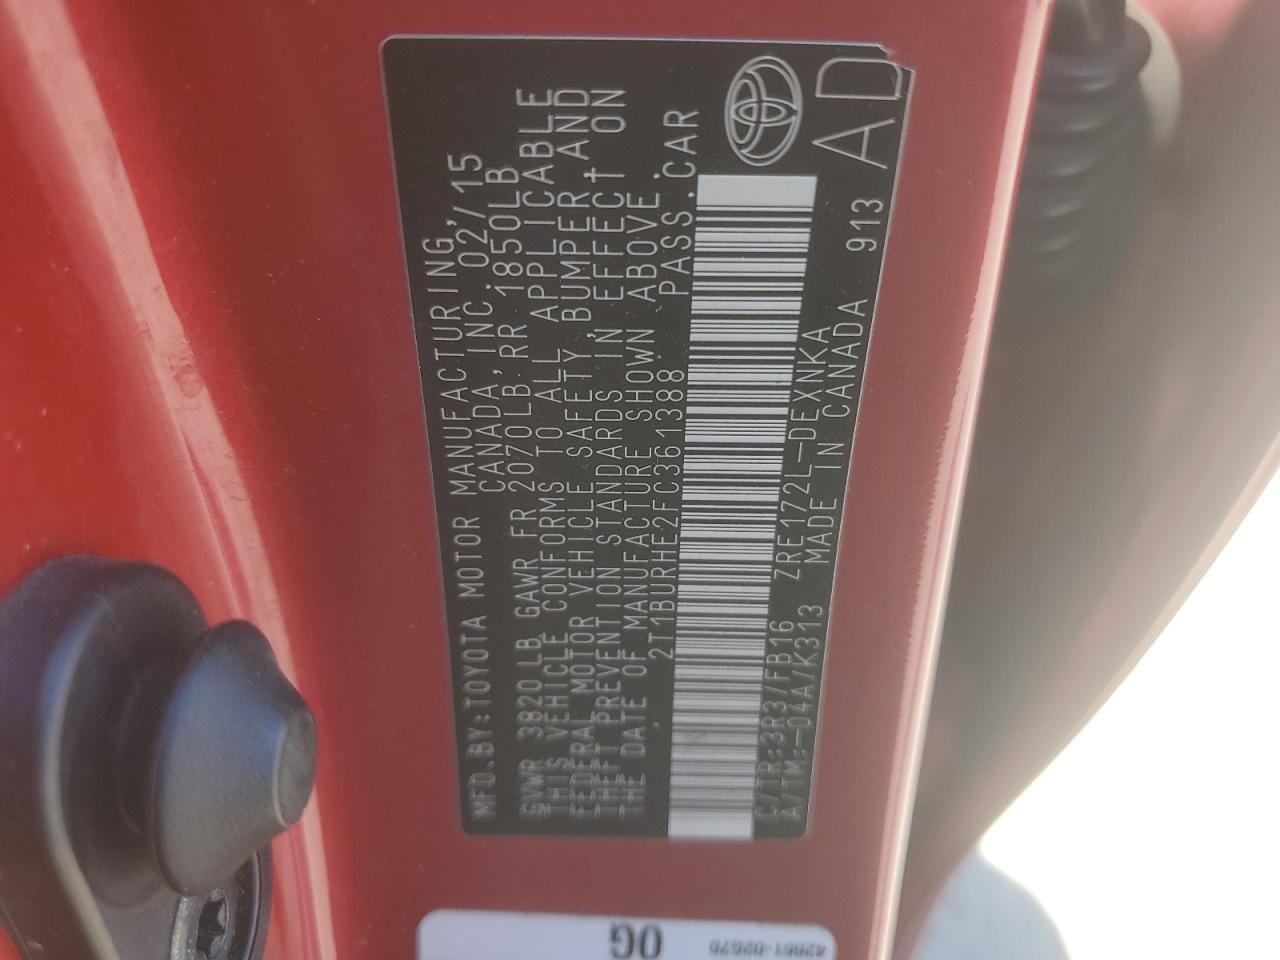 MFD.BY:TOYOTA MOTOR MANUFACTURING,
CANADA,INC. 02/15
GVWR 3820LB GAWR FR 2070LB.RR 1850LB
THIS VEHICLE CONFORMS TO ALL APPLICABLE
FEDERAL MOTOR VEHICLE SAFETY,BUMPER,AND
THEFT PREVENTION STANDARDS IN EFFECT ON
THE DATE OF MANUFACTURE SHOWN ABOVE.
2T1BURHE2FC361388 PASS.CAR
C/TR:3R3/FB16 ZRE172L-DEXNKA
A/TM:-04A/K313 MADE IN CANADA 913
AD
0G
42661-02670